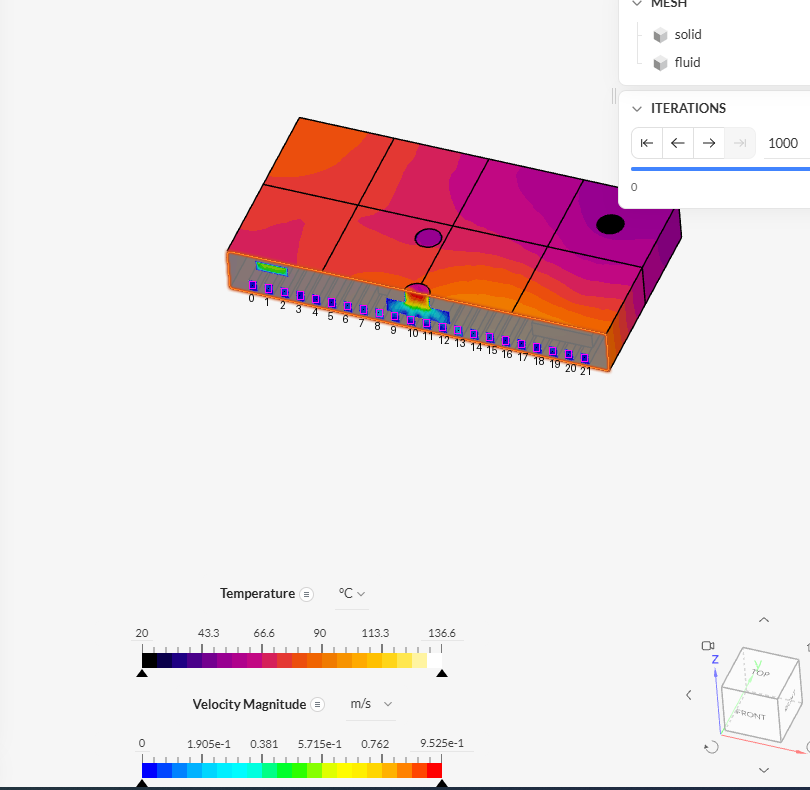 MESH
solid
fluid
ITERATIONS
1000
0
0 1 2 3 4 5 6 7 8 9 10 11 12 13 14 15 16 17 18 19 20 21
Temperature °C
20 43.3 66.6 90 113.3 136.6
Velocity Magnitude m/s
0 1.905e-1 0.381 5.715e-1 0.762 9.525e-1
Z
Y
TOP
FRONT